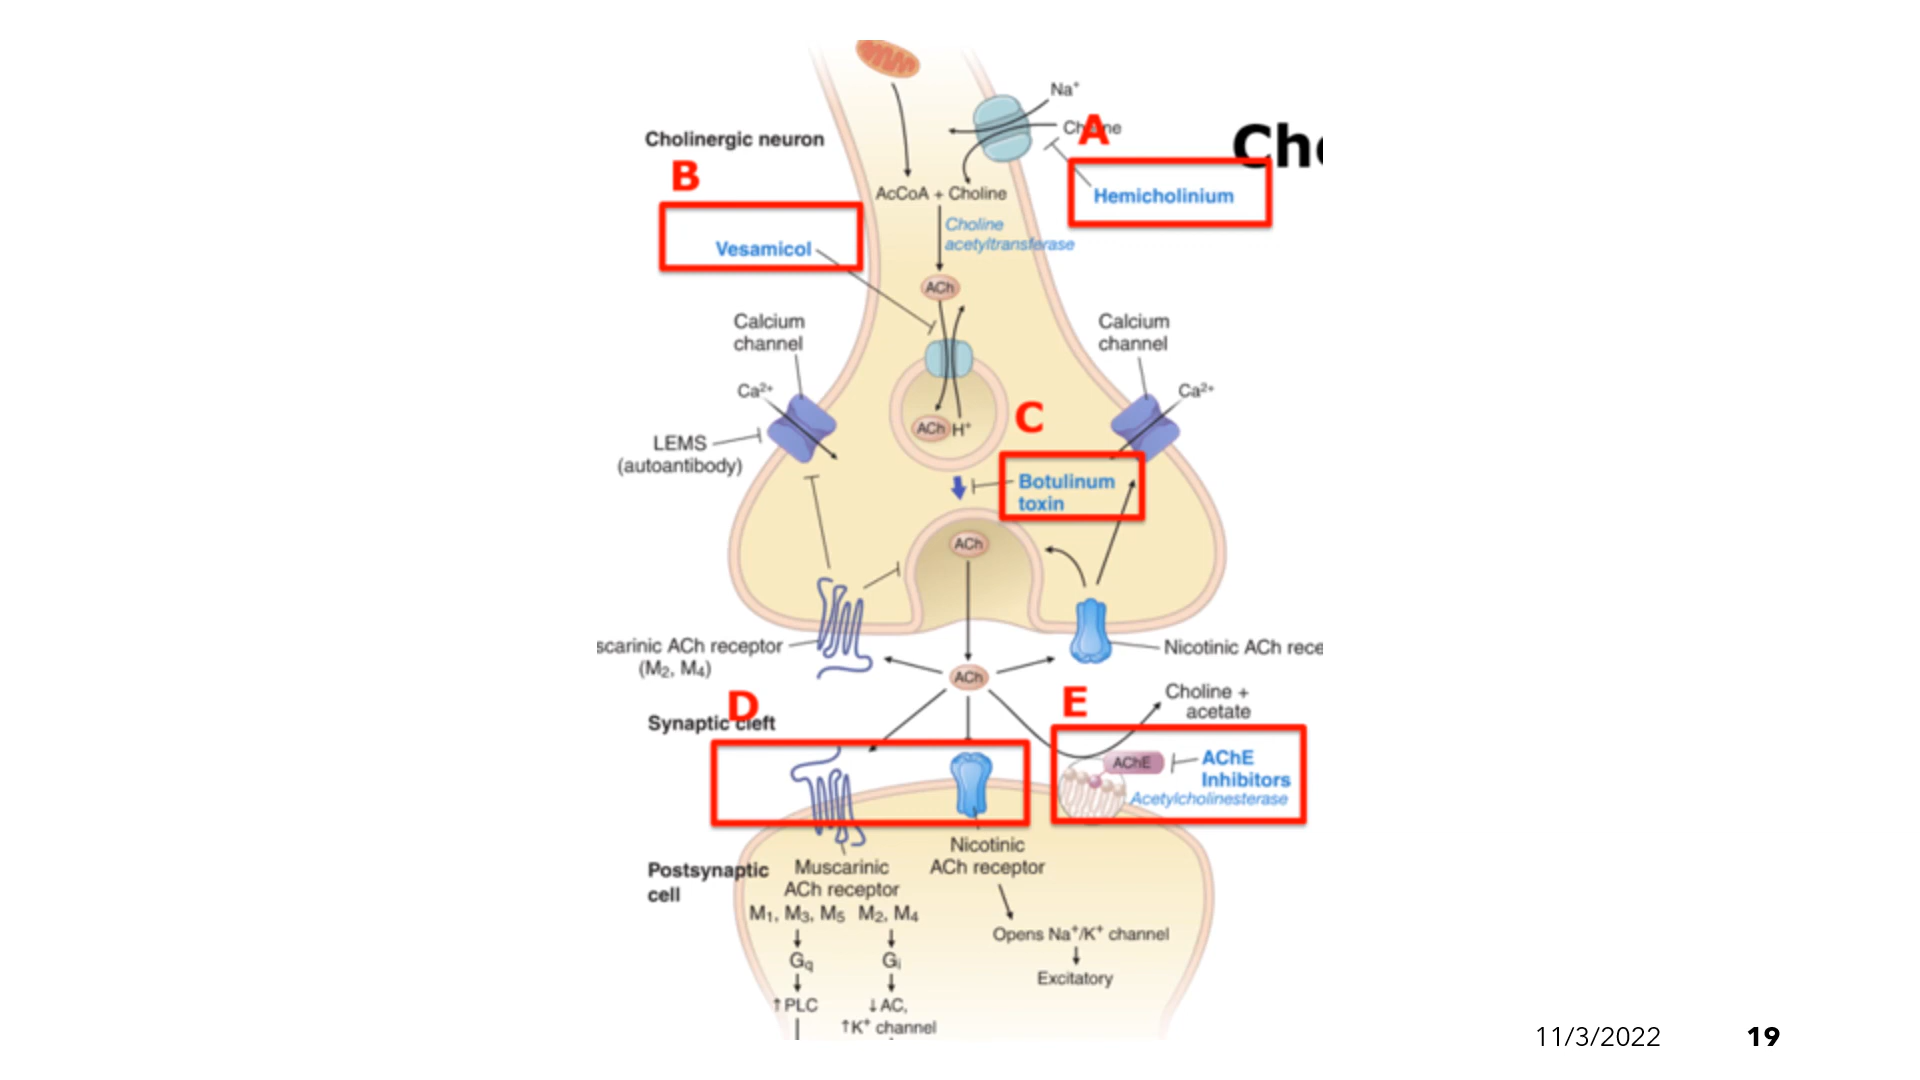 Na⁺
Choline
A
Cho
Cholinergic neuron
B
AcCoA + Choline
Hemicholinium
Choline
acetyltransferase
Vesamicol
ACh
Calcium
channel
Calcium
channel
Ca²⁺
Ca²⁺
ACh H⁺
C
LEMS
(autoantibody)
Botulinum
toxin
ACh
scarinic ACh receptor
(M₂, M₄)
Nicotinic ACh rece
ACh
Choline +
acetate
D
E
Synaptic cleft
AChE
AChE
Inhibitors
Acetylcholinesterase
Postsynaptic
cell
Muscarinic
ACh receptor
Nicotinic
ACh receptor
M₁, M₃, M₅ M₂, M₄
Opens Na⁺/K⁺ channel
Gq
Gᵢ
Excitatory
↑PLC
↓AC,
↑K⁺ channel
11/3/2022
19